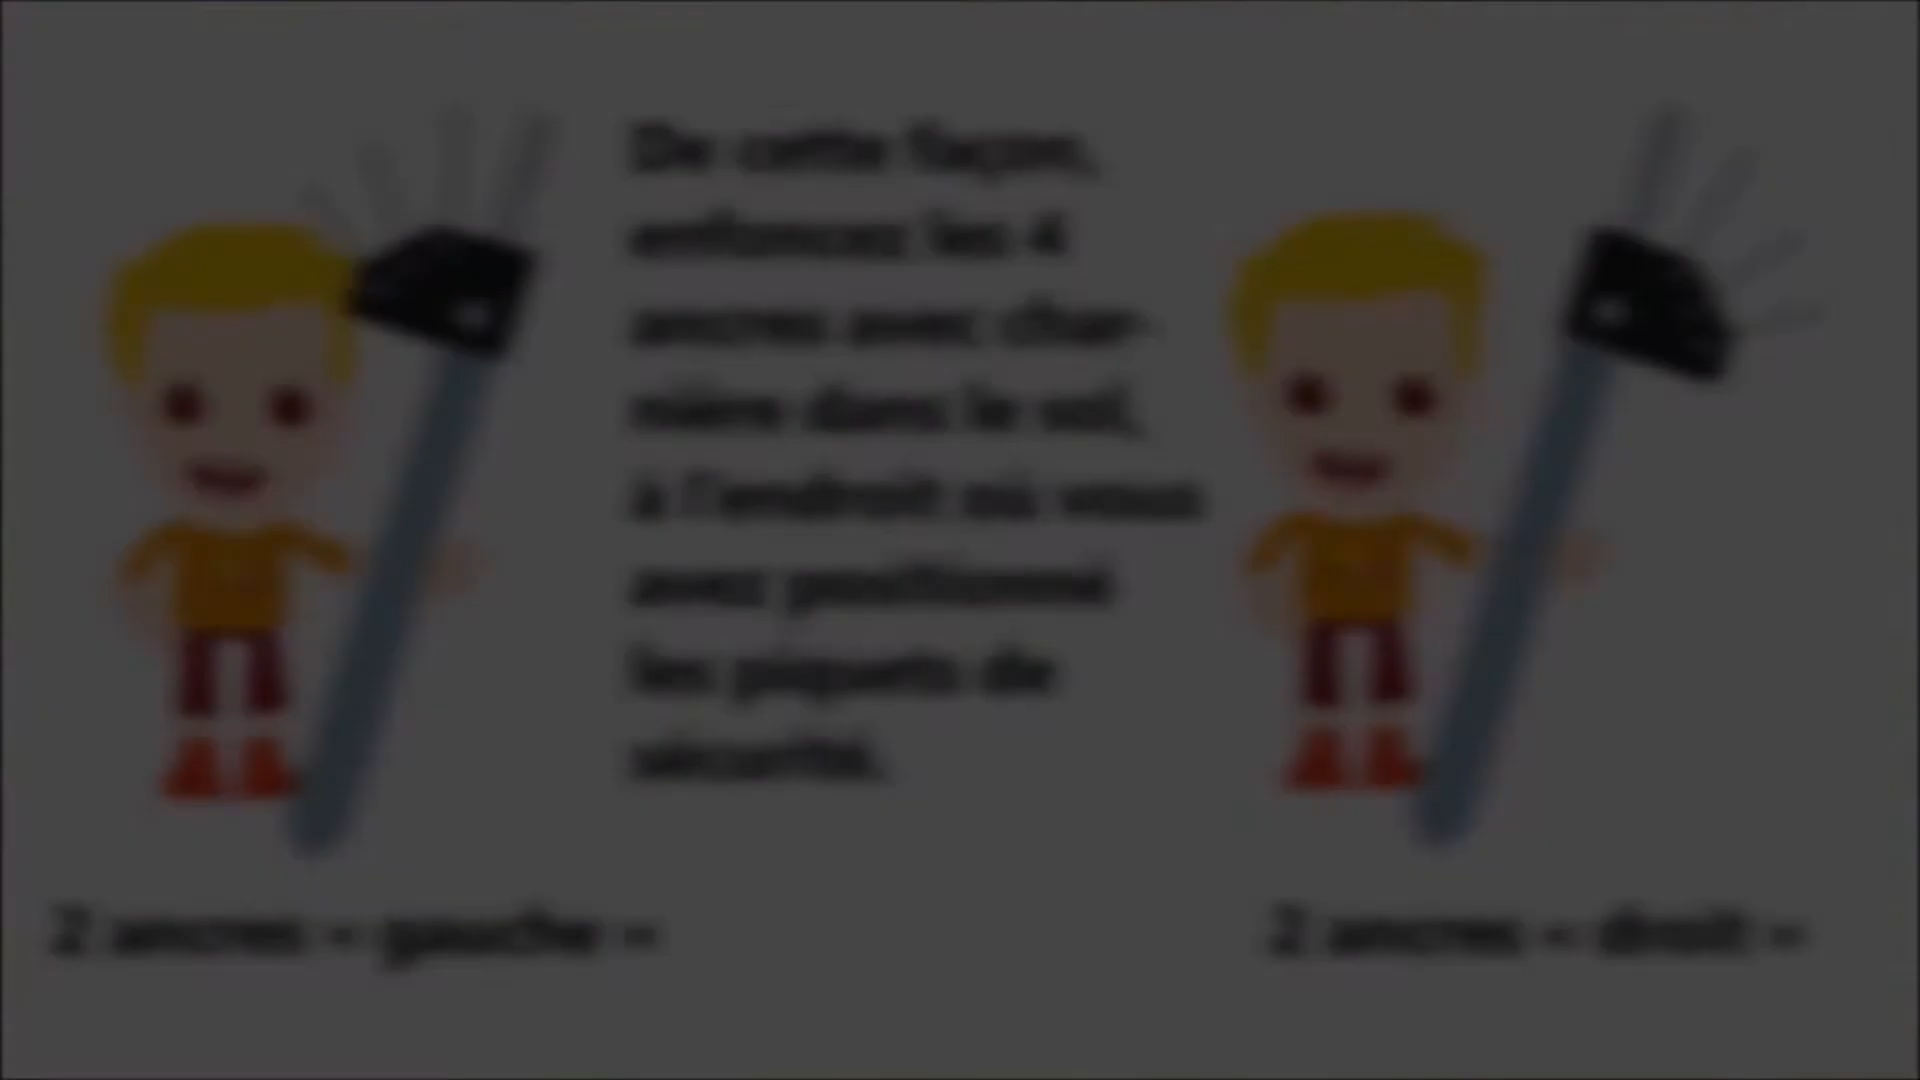 De cette façon,
enfoncez les 4
ancres avec char-
nière dans le sol,
à l'endroit où vous
avez positionné
les piquets de
sécurité.
2 ancres « gauche »
2 ancres « droit »